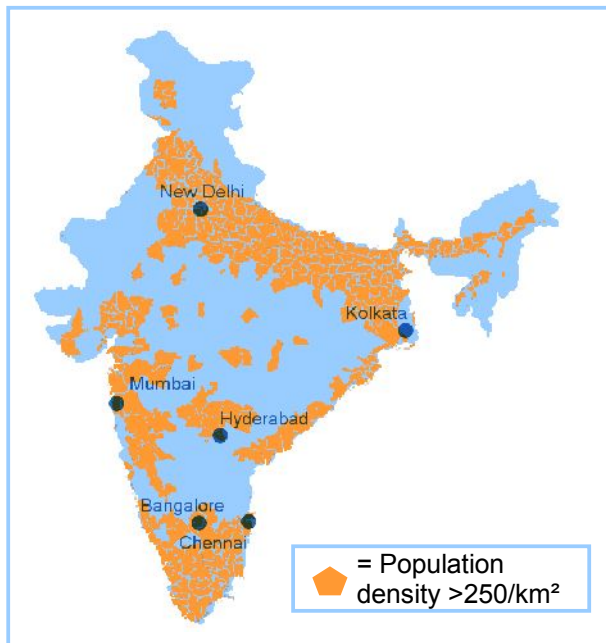 New Delhi
Kolkata
Mumbai
Hyderabad
Bangalore
Chennai
= Population
density >250/km²